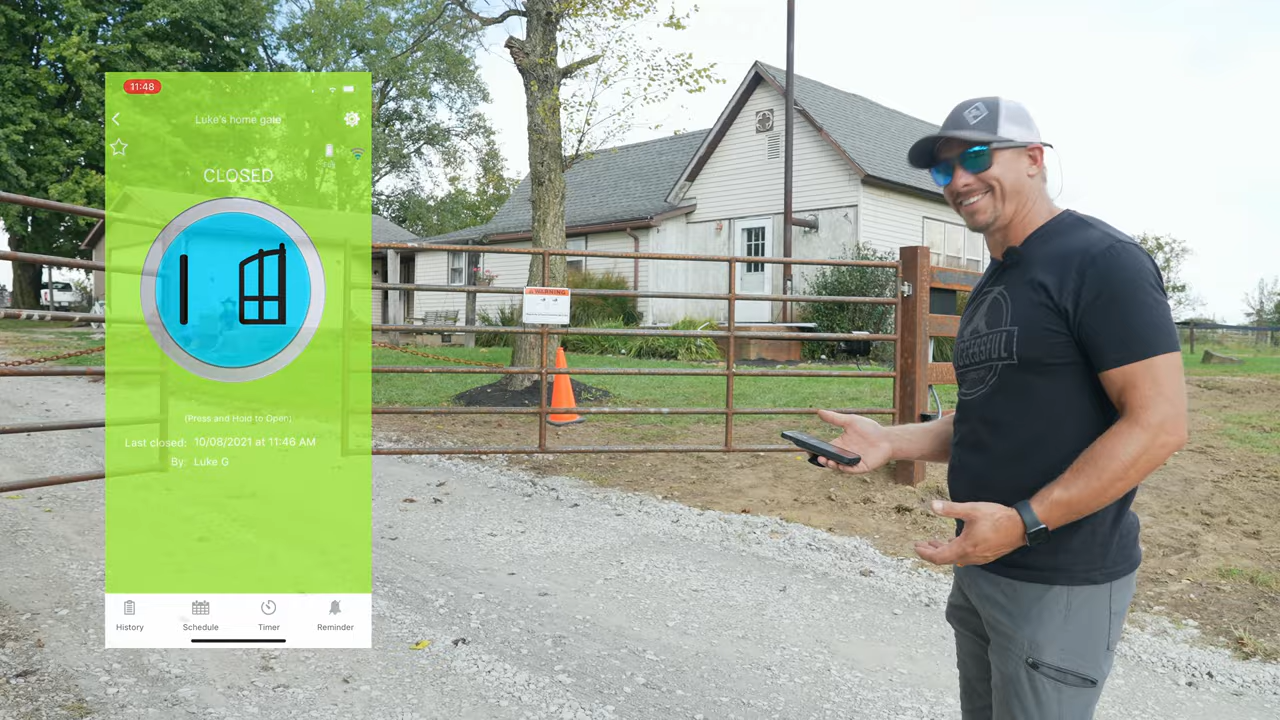 11:48
Luke's home gate
CLOSED
(Press and Hold to Open)
Last closed: 10/08/2021 at 11:46 AM
By: Luke G
History
Schedule
Timer
Reminder
WARNING